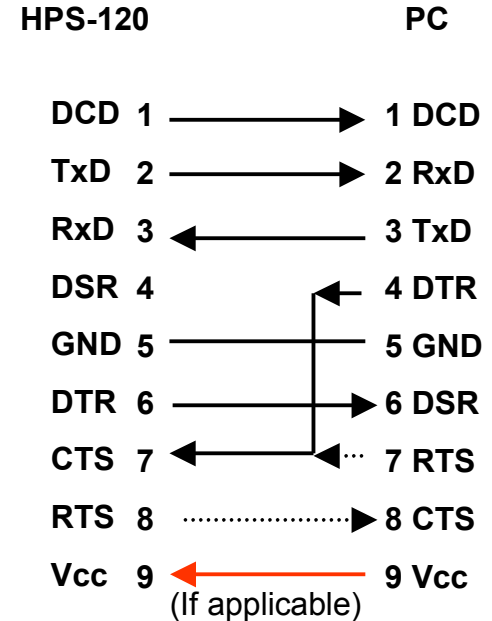 HPS-120 PC
DCD 1 1 DCD
TxD 2 2 RxD
RxD 3 3 TxD
DSR 4 4 DTR
GND 5 5 GND
DTR 6 6 DSR
CTS 7 7 RTS
RTS 8 8 CTS
Vcc 9 9 Vcc
(If applicable)